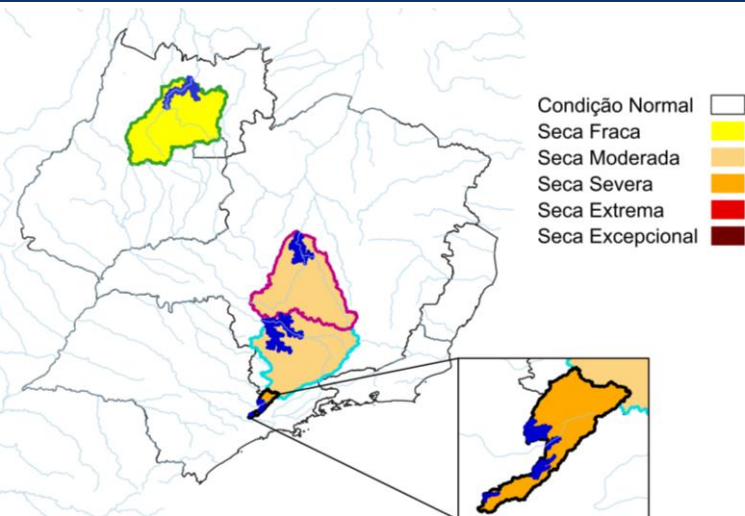 Condição Normal
Seca Fraca
Seca Moderada
Seca Severa
Seca Extrema
Seca Excepcional